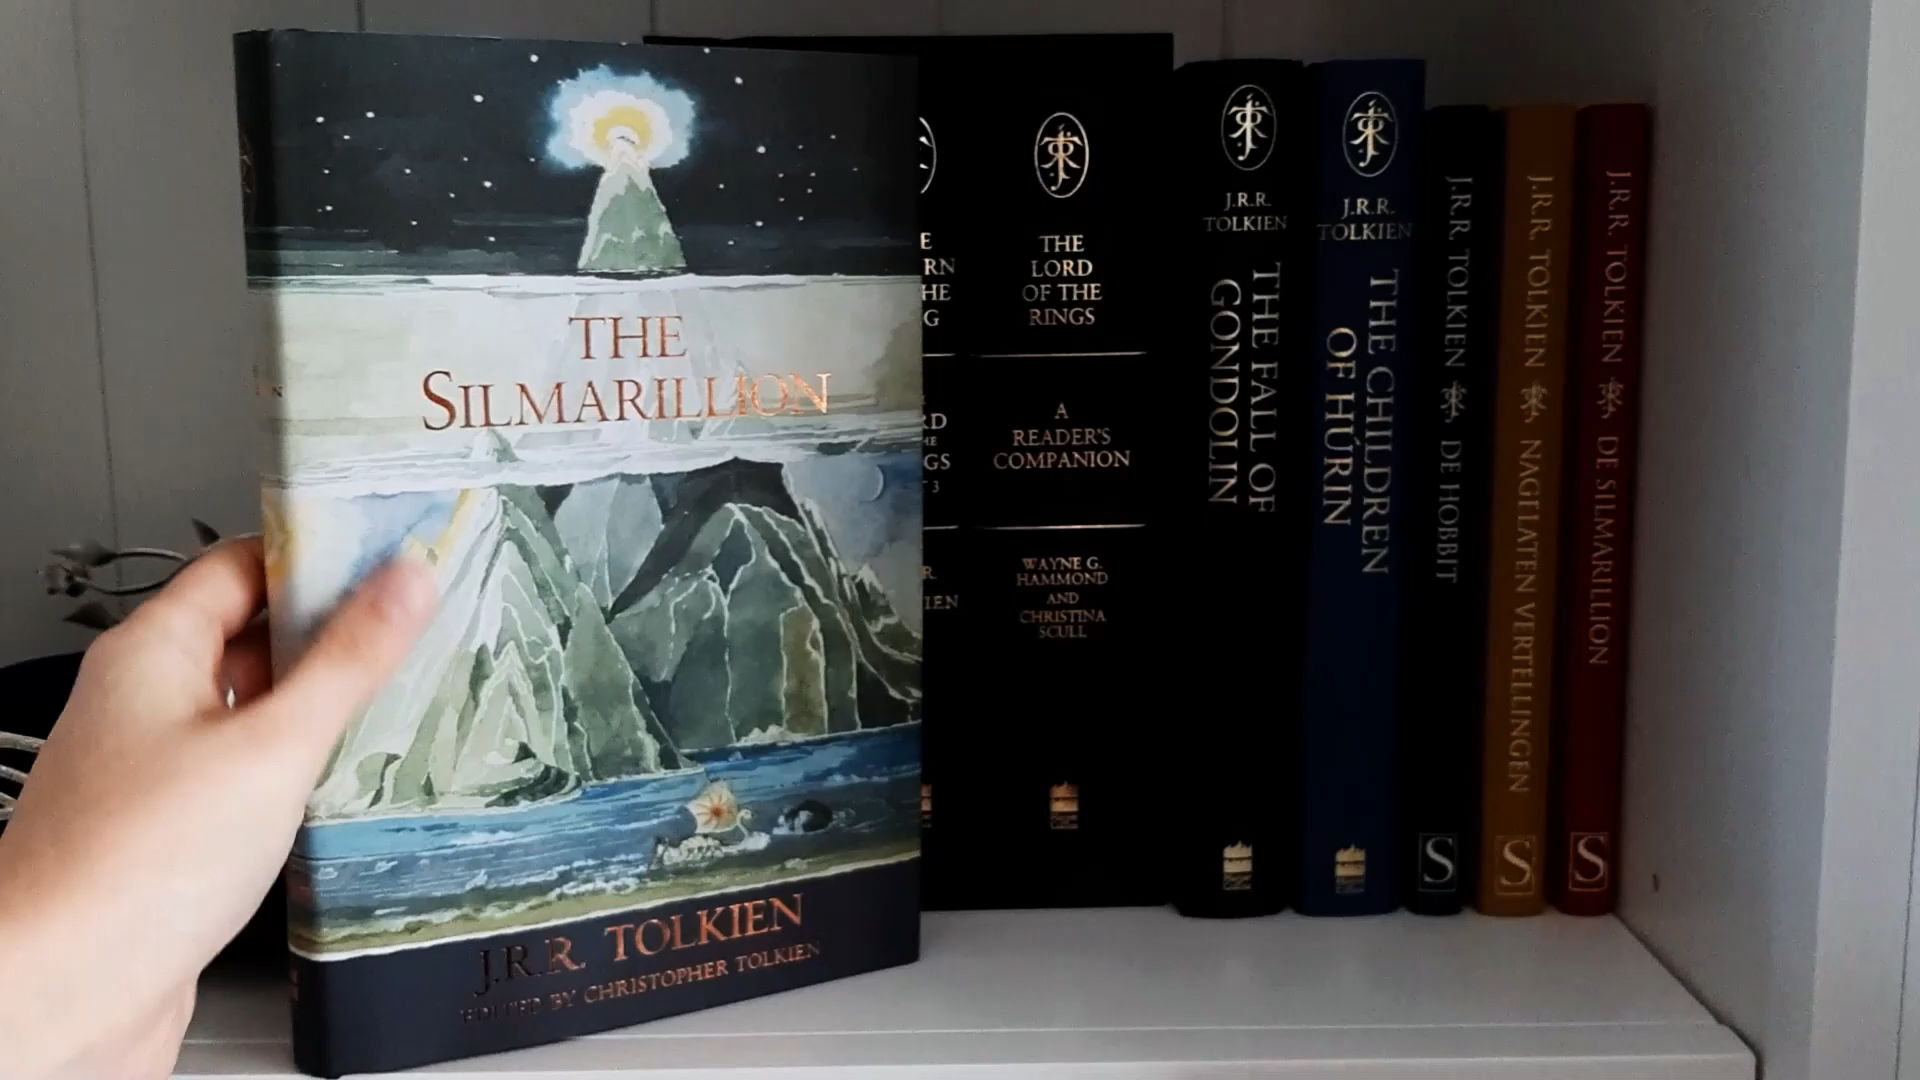 THE
SILMARILLION
J.R.R. TOLKIEN
EDITED BY CHRISTOPHER TOLKIEN
THE
LORD
OF THE
RINGS
A
READER'S
COMPANION
WAYNE G.
HAMMOND
AND
CHRISTINA
SCULL
J.R.R.
TOLKIEN
THE FALL OF
GONDOLIN
J.R.R.
TOLKIEN
THE CHILDREN
OF HÚRIN
J.R.R. TOLKIEN DE HOBBIT
S
J.R.R. TOLKIEN NAGELATEN VERTELLINGEN
S
J.R.R. TOLKIEN DE SILMARILLION
S